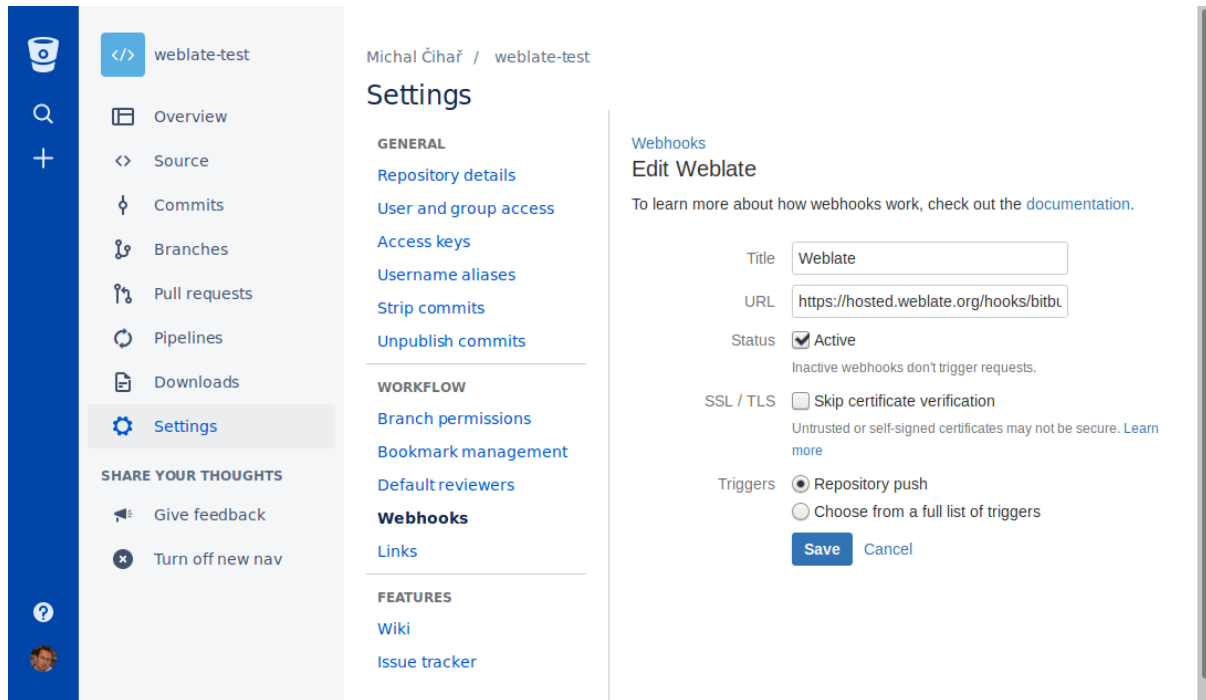 weblate-test
Overview
Source
Commits
Branches
Pull requests
Pipelines
Downloads
Settings
SHARE YOUR THOUGHTS
Give feedback
Turn off new nav
Michal Čihař / weblate-test
Settings
GENERAL
Repository details
User and group access
Access keys
Username aliases
Strip commits
Unpublish commits
WORKFLOW
Branch permissions
Bookmark management
Default reviewers
Webhooks
Links
FEATURES
Wiki
Issue tracker
Webhooks
Edit Weblate
To learn more about how webhooks work, check out the documentation.
Title Weblate
URL https://hosted.weblate.org/hooks/bitbu
Status Active
Inactive webhooks don't trigger requests.
SSL / TLS Skip certificate verification
Untrusted or self-signed certificates may not be secure. Learn
more
Triggers Repository push
Choose from a full list of triggers
Save Cancel